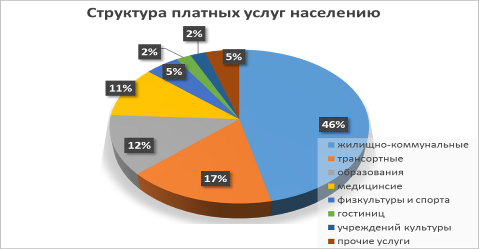 Структура платных услуг населению
2%
2%
5%
5%
11%
46%
12%
17%
жилищно-коммунальные
трансортные
образования
медицинсие
физкультуры и спорта
гостиниц
учреждений культуры
прочие услуги